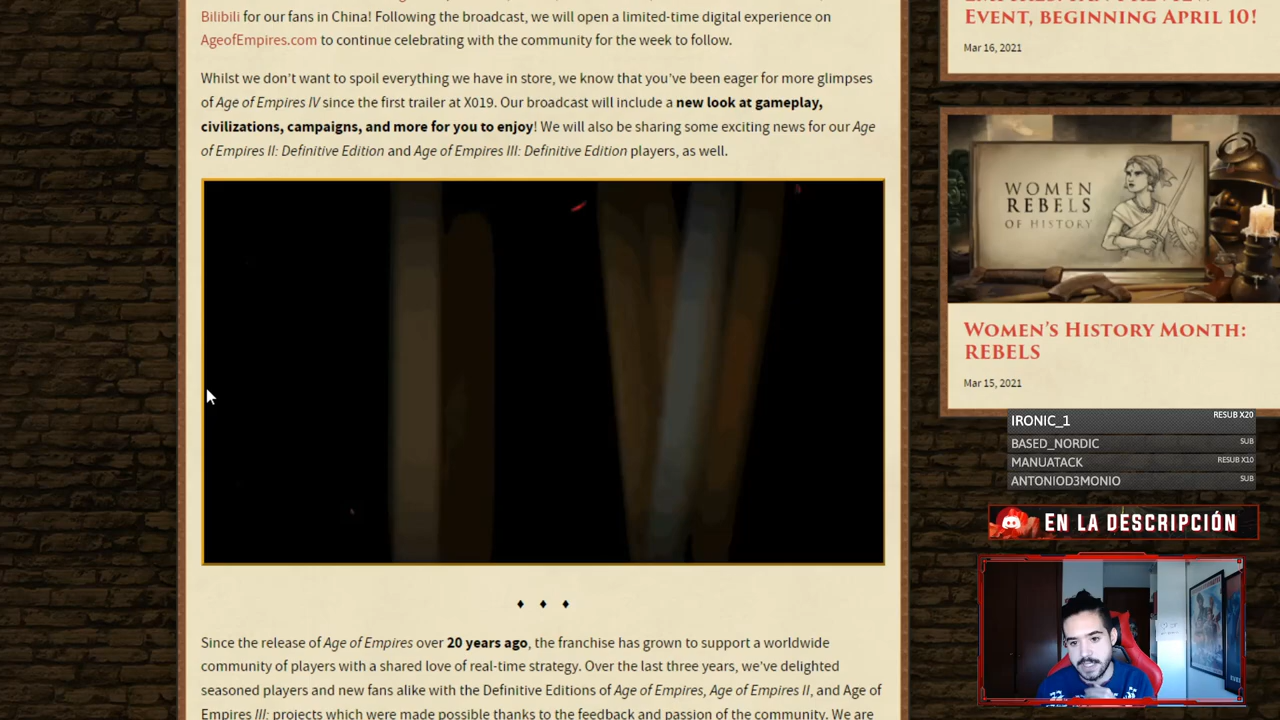 Bilibili for our fans in China! Following the broadcast, we will open a limited-time digital experience on
AgeofEmpires.com to continue celebrating with the community for the week to follow.
Whilst we don't want to spoil everything we have in store, we know that you've been eager for more glimpses
of Age of Empires IV since the first trailer at X019. Our broadcast will include a new look at gameplay,
civilizations, campaigns, and more for you to enjoy! We will also be sharing some exciting news for our Age
of Empires II: Definitive Edition and Age of Empires III: Definitive Edition players, as well.
♦ ♦ ♦
Since the release of Age of Empires over 20 years ago, the franchise has grown to support a worldwide
community of players with a shared love of real-time strategy. Over the last three years, we've delighted
seasoned players and new fans alike with the Definitive Editions of Age of Empires, Age of Empires II, and Age of
Empires III: projects which were made possible thanks to the feedback and passion of the community. We are
Event, beginning April 10!
Mar 16, 2021
WOMEN
REBELS
OF HISTORY
Women's History Month:
REBELS
Mar 15, 2021
IRONIC_1 RESUB X20
BASED_NORDIC SUB
MANUATACK RESUB X10
ANTONIOD3MONIO SUB
EN LA DESCRIPCIÓN